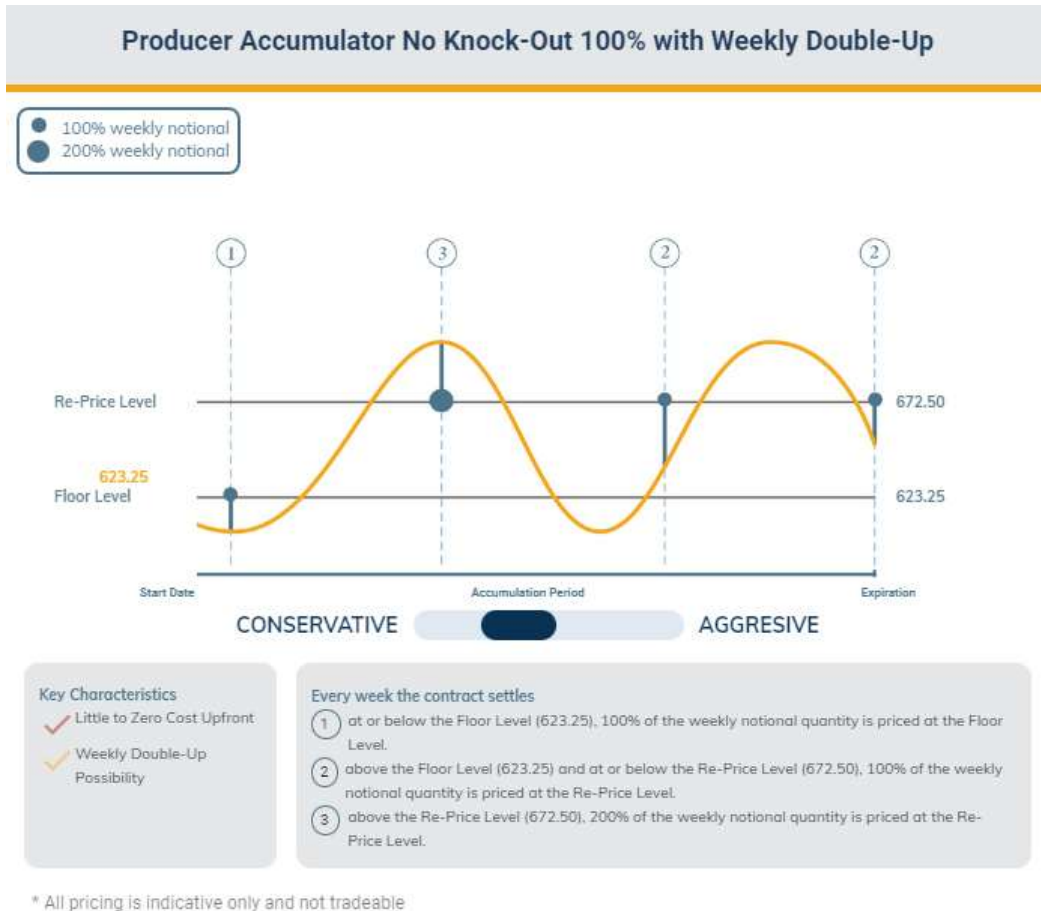 Producer Accumulator No Knock-Out 100% with Weekly Double-Up
100% weekly notional
200% weekly notional
1
3
2
2
Re-Price Level
672.50
623.25
Floor Level
623.25
Start Date
Accumulation Period
Expiration
CONSERVATIVE
AGGRESIVE
Key Characteristics
Little to Zero Cost Upfront
Weekly Double-Up
Possibility
Every week the contract settles
1 at or below the Floor Level (623.25), 100% of the weekly notional quantity is priced at the Floor
Level.
2 above the Floor Level (623.25) and at or below the Re-Price Level (672.50), 100% of the weekly
notional quantity is priced at the Re-Price Level.
3 above the Re-Price Level (672.50), 200% of the weekly notional quantity is priced at the Re-
Price Level.
* All pricing is indicative only and not tradeable